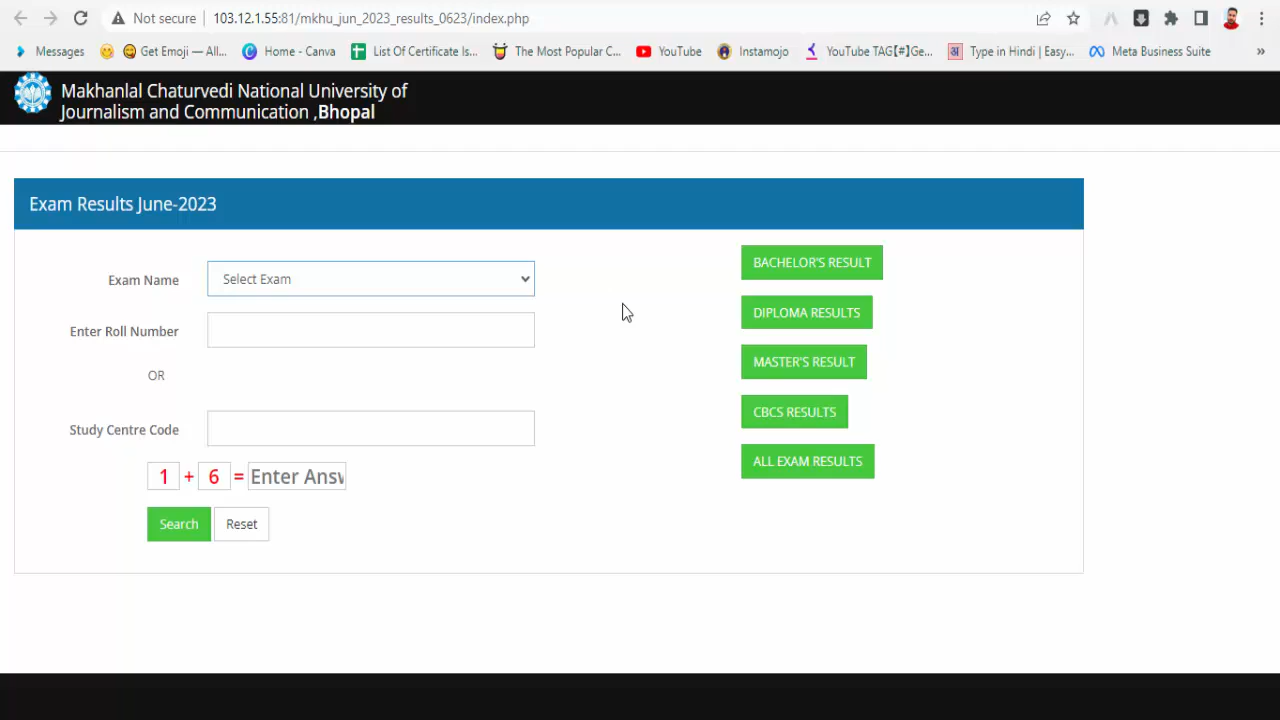 Not secure | 103.12.1.55:81/mkhu_jun_2023_results_0623/index.php
Messages Get Emoji — All... Home - Canva List Of Certificate Is... The Most Popular C... YouTube Instamojo YouTube TAG[#]Ge... अ Type in Hindi | Easy... Meta Business Suite »
Makhanlal Chaturvedi National University of
Journalism and Communication ,Bhopal
Exam Results June-2023
Exam Name Select Exam
Enter Roll Number
OR
Study Centre Code
1 + 6 = Enter Answ
Search Reset
BACHELOR'S RESULT
DIPLOMA RESULTS
MASTER'S RESULT
CBCS RESULTS
ALL EXAM RESULTS